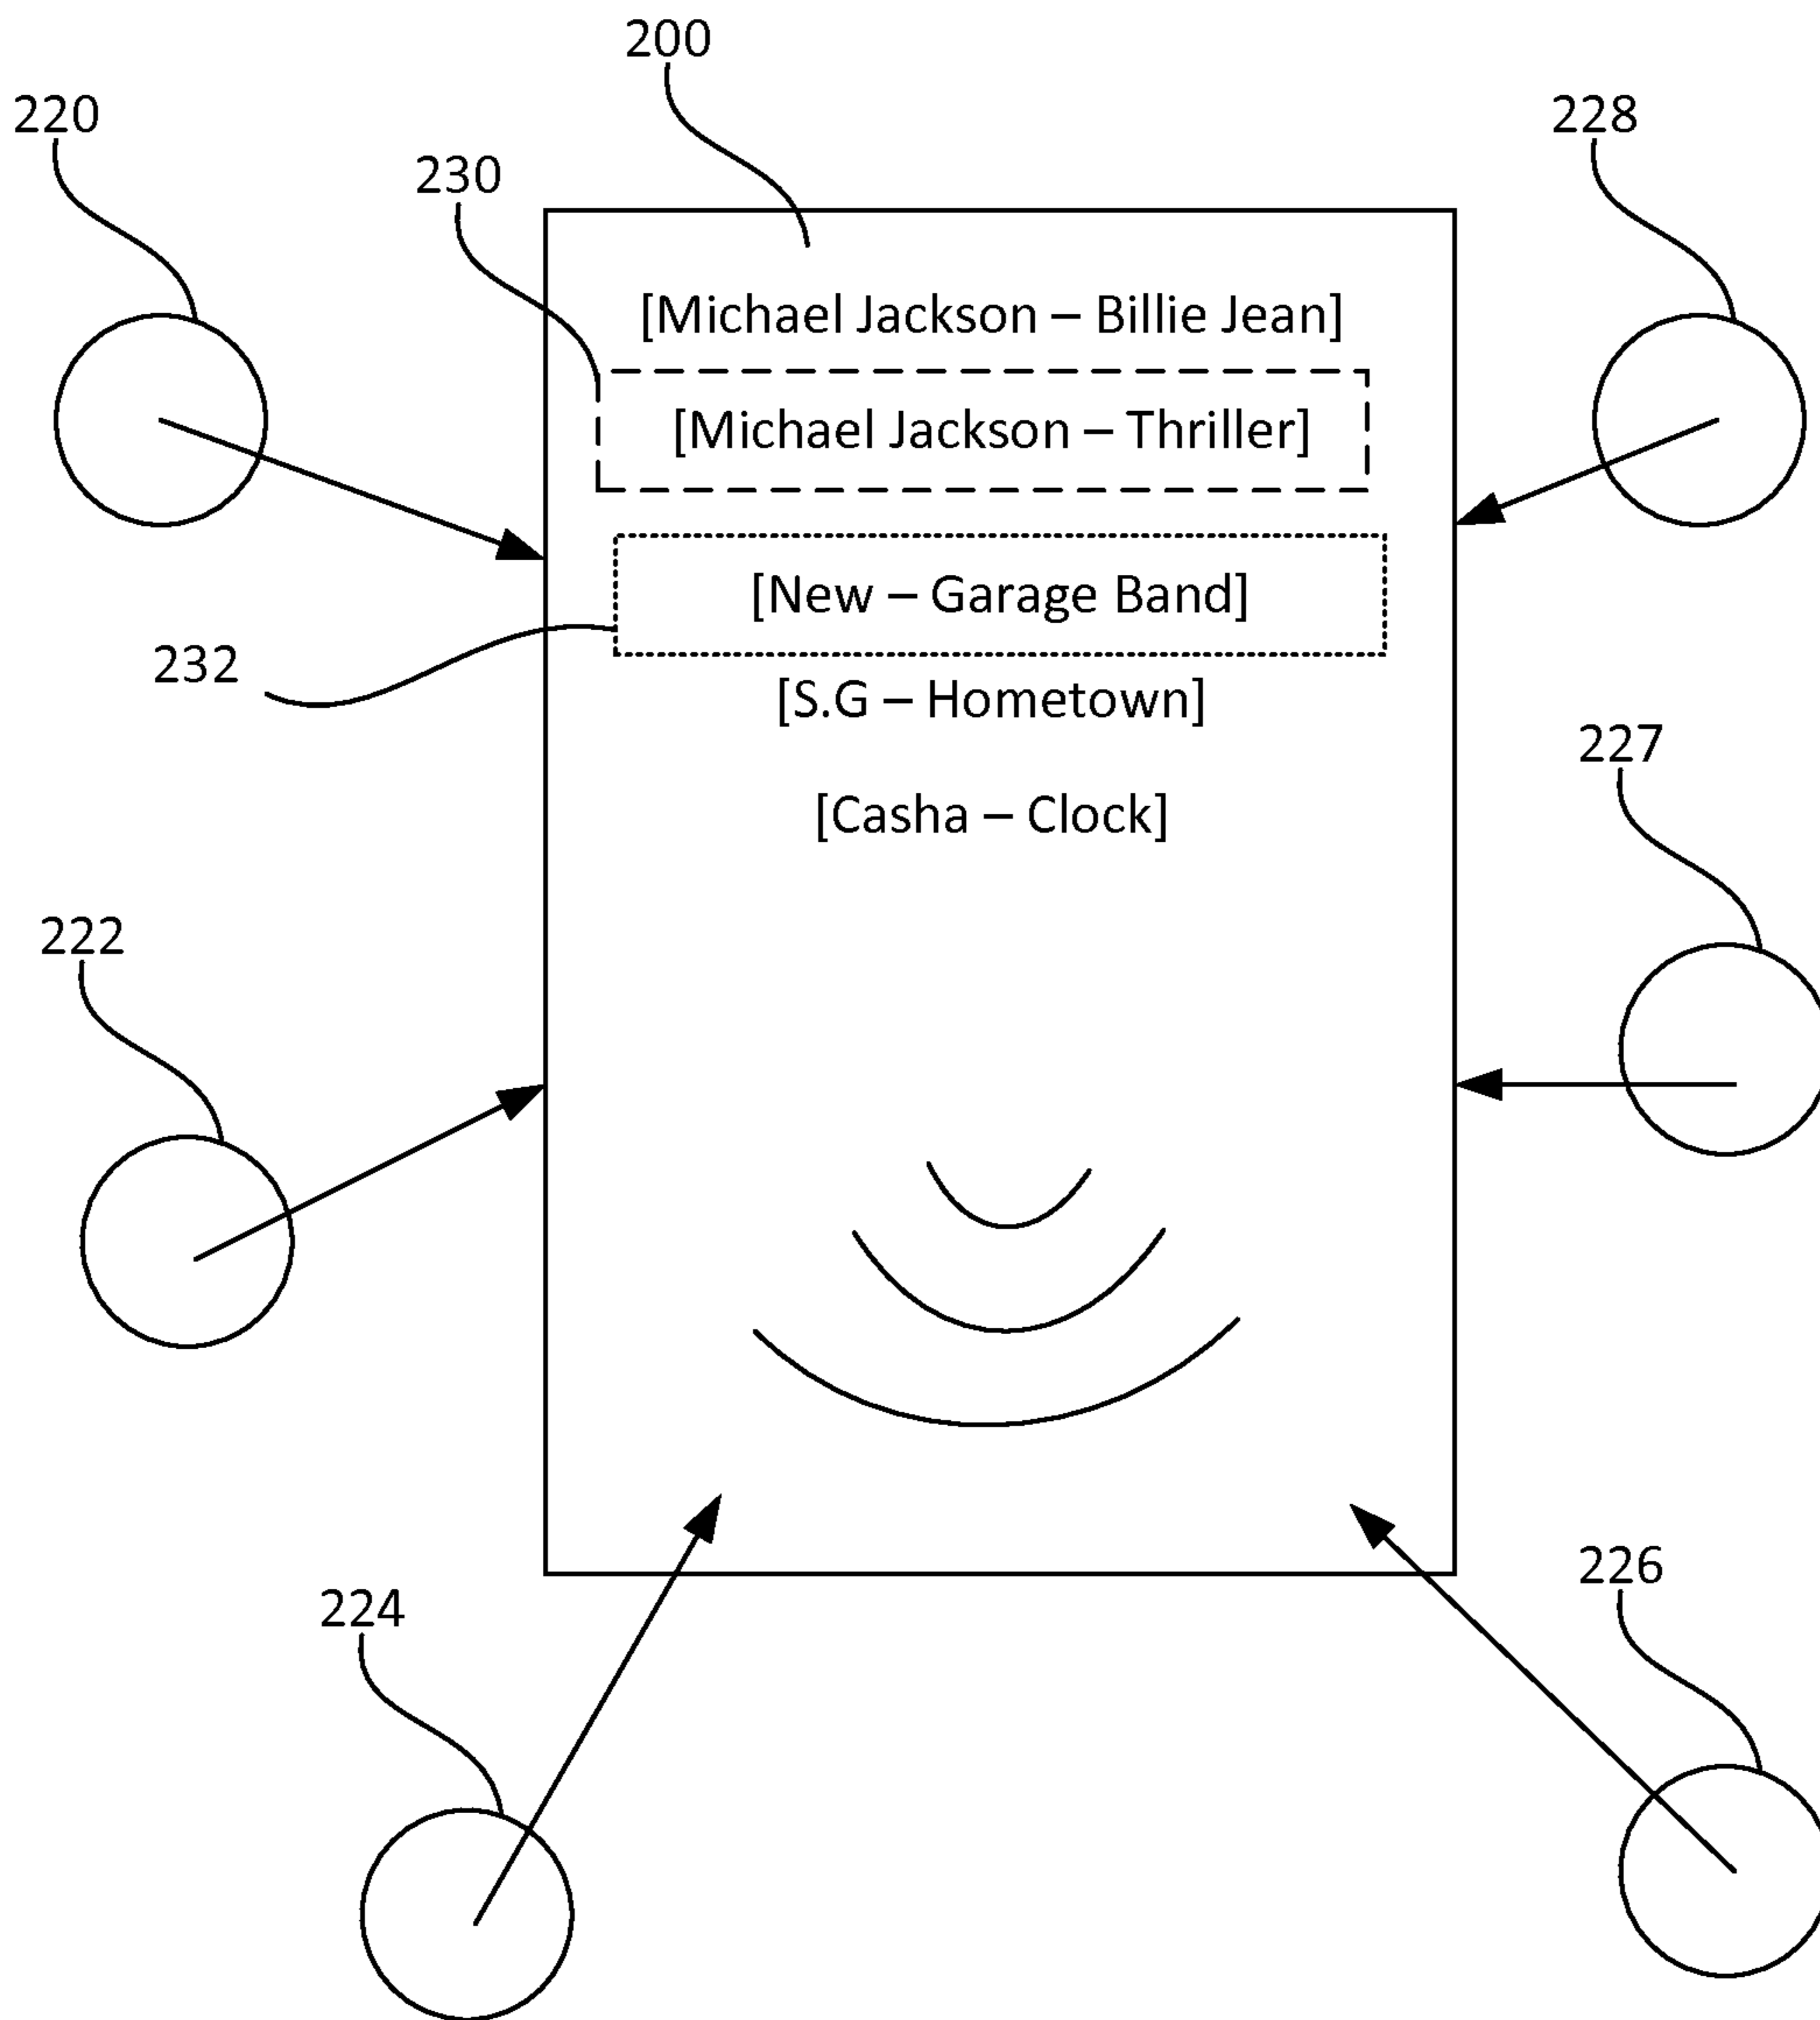 200
220
228
230
[Michael Jackson – Billie Jean]
[Michael Jackson – Thriller]
[New – Garage Band]
232
[S.G – Hometown]
227
[Casha – Clock]
222
226
224